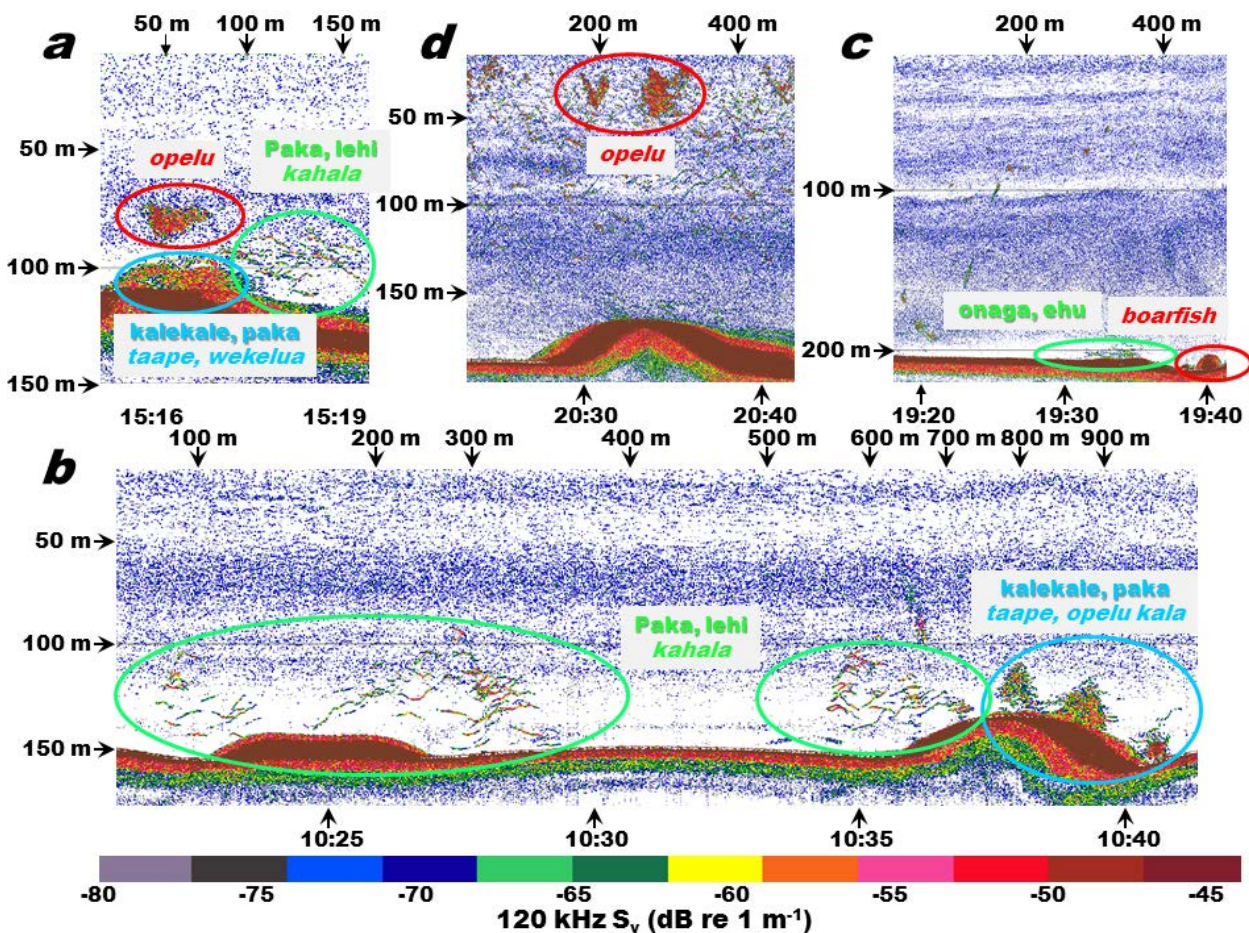 a
50 m 100 m 150 m
50 m
100 m
150 m
opelu
Paka, lehi
kahala
kalekale, paka
taape, wekelua
15:16 15:19
d
200 m 400 m
50 m
100 m
150 m
opelu
20:30 20:40
c
200 m 400 m
100 m
200 m
onaga, ehu
boarfish
19:20 19:30 19:40
b
100 m 200 m 300 m 400 m 500 m 600 m 700 m 800 m 900 m
50 m
100 m
150 m
Paka, lehi
kahala
kalekale, paka
taape, opelu kala
10:25 10:30 10:35 10:40
-80 -75 -70 -65 -60 -55 -50 -45
120 kHz Sv (dB re 1 m-1)